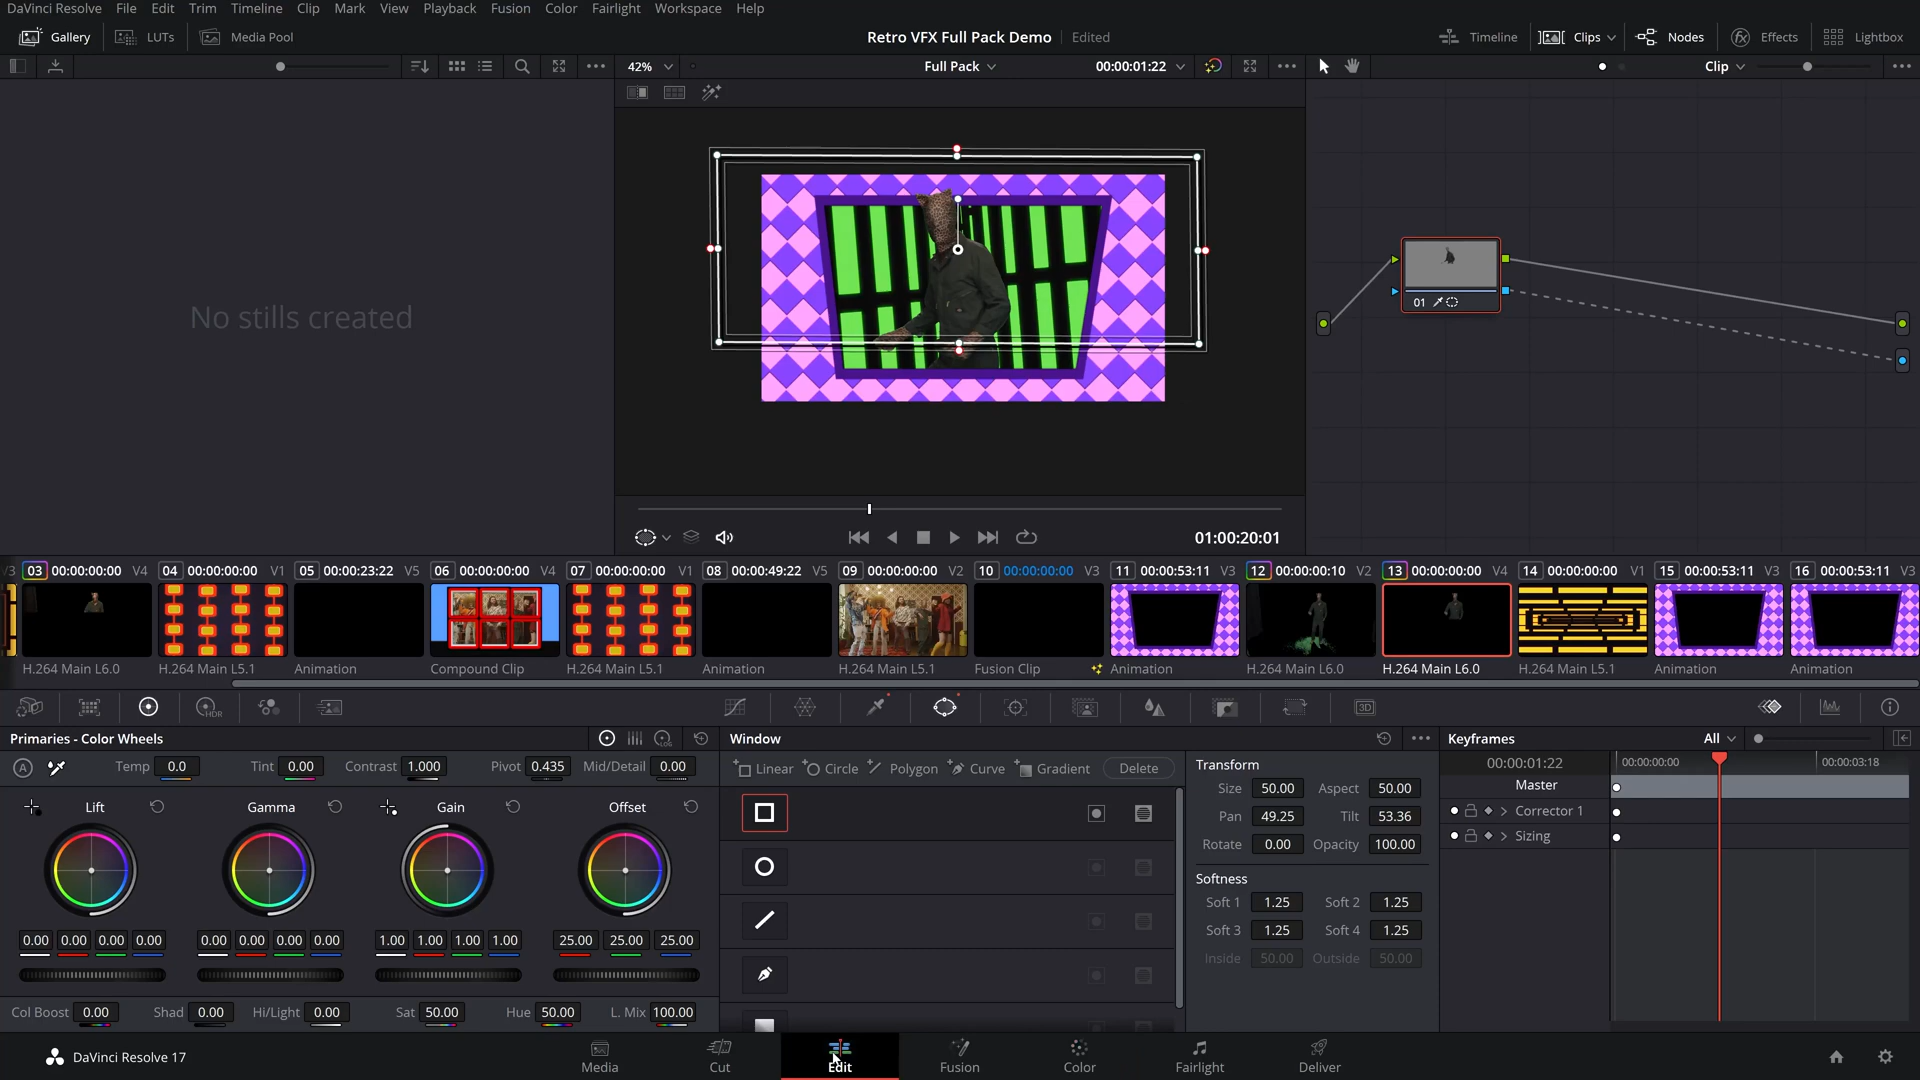 DaVinci Resolve File Edit Trim Timeline Clip Mark View Playback Fusion Color Fairlight Workspace Help
Gallery LUTs Media Pool Retro VFX Full Pack Demo Edited Timeline Clips Nodes Effects Lightbox
42% Full Pack 00:00:01:22 Clip
No stills created
01
01:00:20:01
V3 03 00:00:00:00 V4 04 00:00:00:00 V1 05 00:00:23:22 V5 06 00:00:00:00 V4 07 00:00:00:00 V1 08 00:00:49:22 V5 09 00:00:00:00 V2 10 00:00:00:00 V3 11 00:00:53:11 V3 12 00:00:00:10 V2 13 00:00:00:00 V4 14 00:00:00:00 V1 15 00:00:53:11 V3 16 00:00:53:11 V3
H.264 Main L6.0 H.264 Main L5.1 Animation Compound Clip H.264 Main L5.1 Animation H.264 Main L5.1 Fusion Clip Animation H.264 Main L6.0 H.264 Main L6.0 H.264 Main L5.1 Animation Animation
HDR 3D
Primaries - Color Wheels LOG
A Temp 0.0 Tint 0.00 Contrast 1.000 Pivot 0.435 Mid/Detail 0.00
Lift Gamma Gain Offset
0.00 0.00 0.00 0.00 0.00 0.00 0.00 0.00 1.00 1.00 1.00 1.00 25.00 25.00 25.00
Col Boost 0.00 Shad 0.00 Hi/Light 0.00 Sat 50.00 Hue 50.00 L. Mix 100.00
Window
Linear Circle Polygon Curve Gradient Delete
Transform
Size 50.00 Aspect 50.00
Pan 49.25 Tilt 53.36
Rotate 0.00 Opacity 100.00
Softness
Soft 1 1.25 Soft 2 1.25
Soft 3 1.25 Soft 4 1.25
Inside 50.00 Outside 50.00
Keyframes All
00:00:01:22 00:00:00:00 00:00:03:18
Master
Corrector 1
Sizing
DaVinci Resolve 17 Media Cut Edit Fusion Color Fairlight Deliver